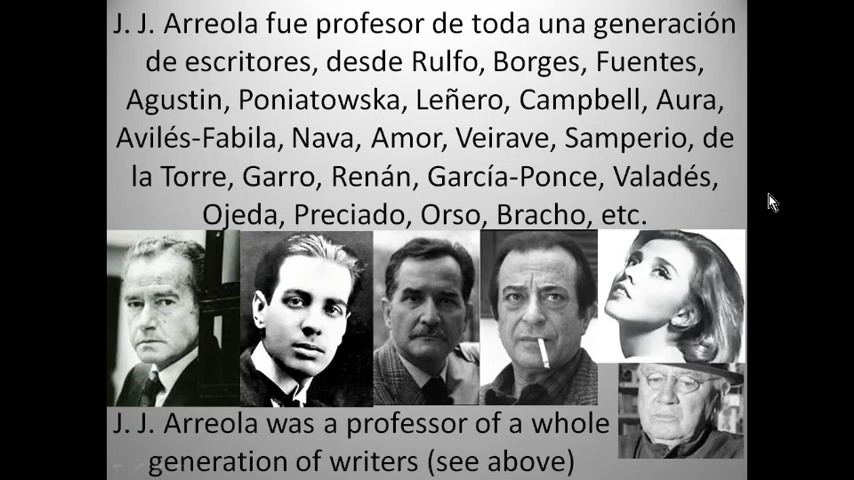 J. J. Arreola fue profesor de toda una generación
de escritores, desde Rulfo, Borges, Fuentes,
Agustin, Poniatowska, Leñero, Campbell, Aura,
Avilés-Fabila, Nava, Amor, Veirave, Samperio, de
la Torre, Garro, Renán, García-Ponce, Valadés,
Ojeda, Preciado, Orso, Bracho, etc.
J. J. Arreola was a professor of a whole
generation of writers (see above)